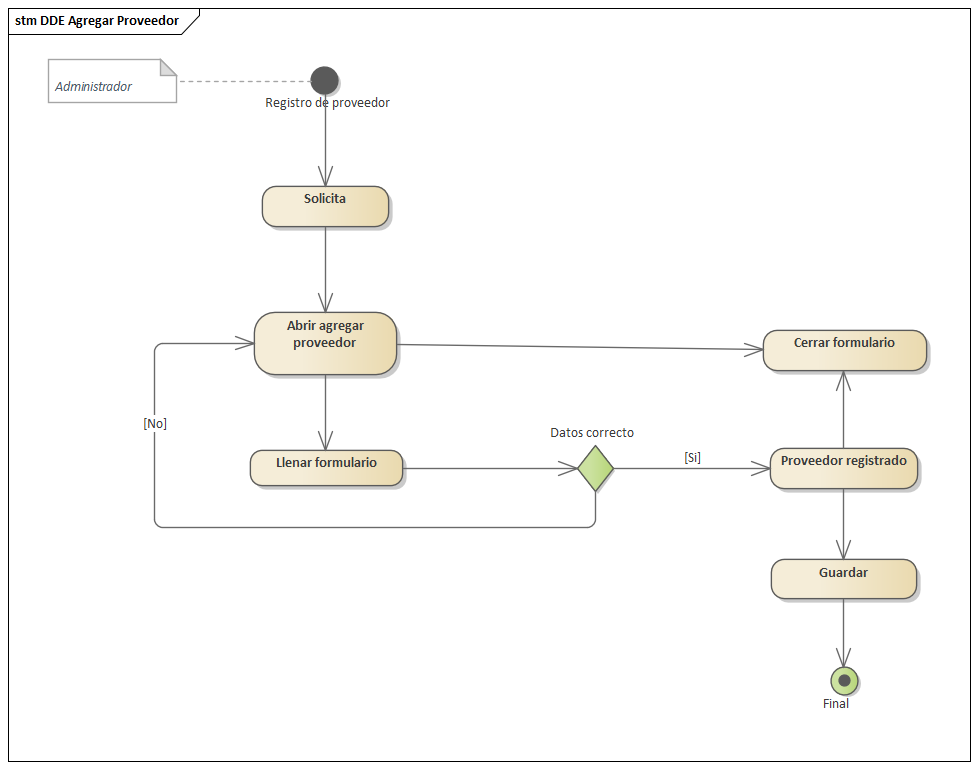 stm DDE Agregar Proveedor
Administrador
Registro de proveedor
Solicita
Abrir agregar
proveedor
Cerrar formulario
[No]
Datos correcto
Llenar formulario
[Si]
Proveedor registrado
Guardar
Final